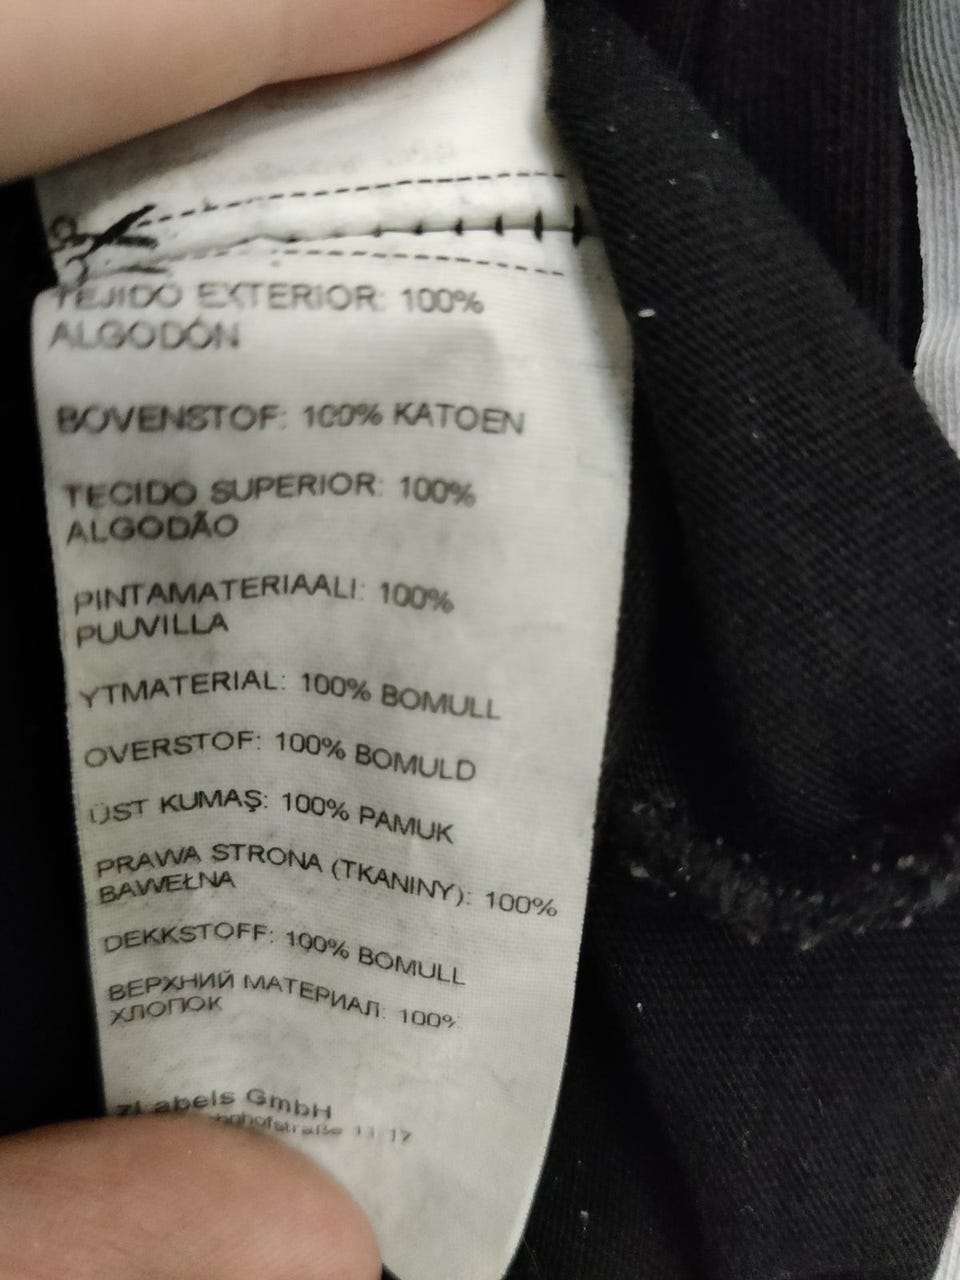 TEJIDO EXTERIOR: 100%
ALGODÓN
BOVENSTOF: 100% KATOEN
TECIDO SUPERIOR: 100%
ALGODÃO
PINTAMATERIAALI: 100%
PUUVILLA
YTMATERIAL: 100% BOMULL
OVERSTOF: 100% BOMULD
ÜST KUMAŞ: 100% PAMUK
PRAWA STRONA (TKANINY): 100%
BAWEŁNA
DEKKSTOFF: 100% BOMULL
ВЕРХНИЙ МАТЕРИАЛ: 100%
ХЛОПОК
zLabels GmbH